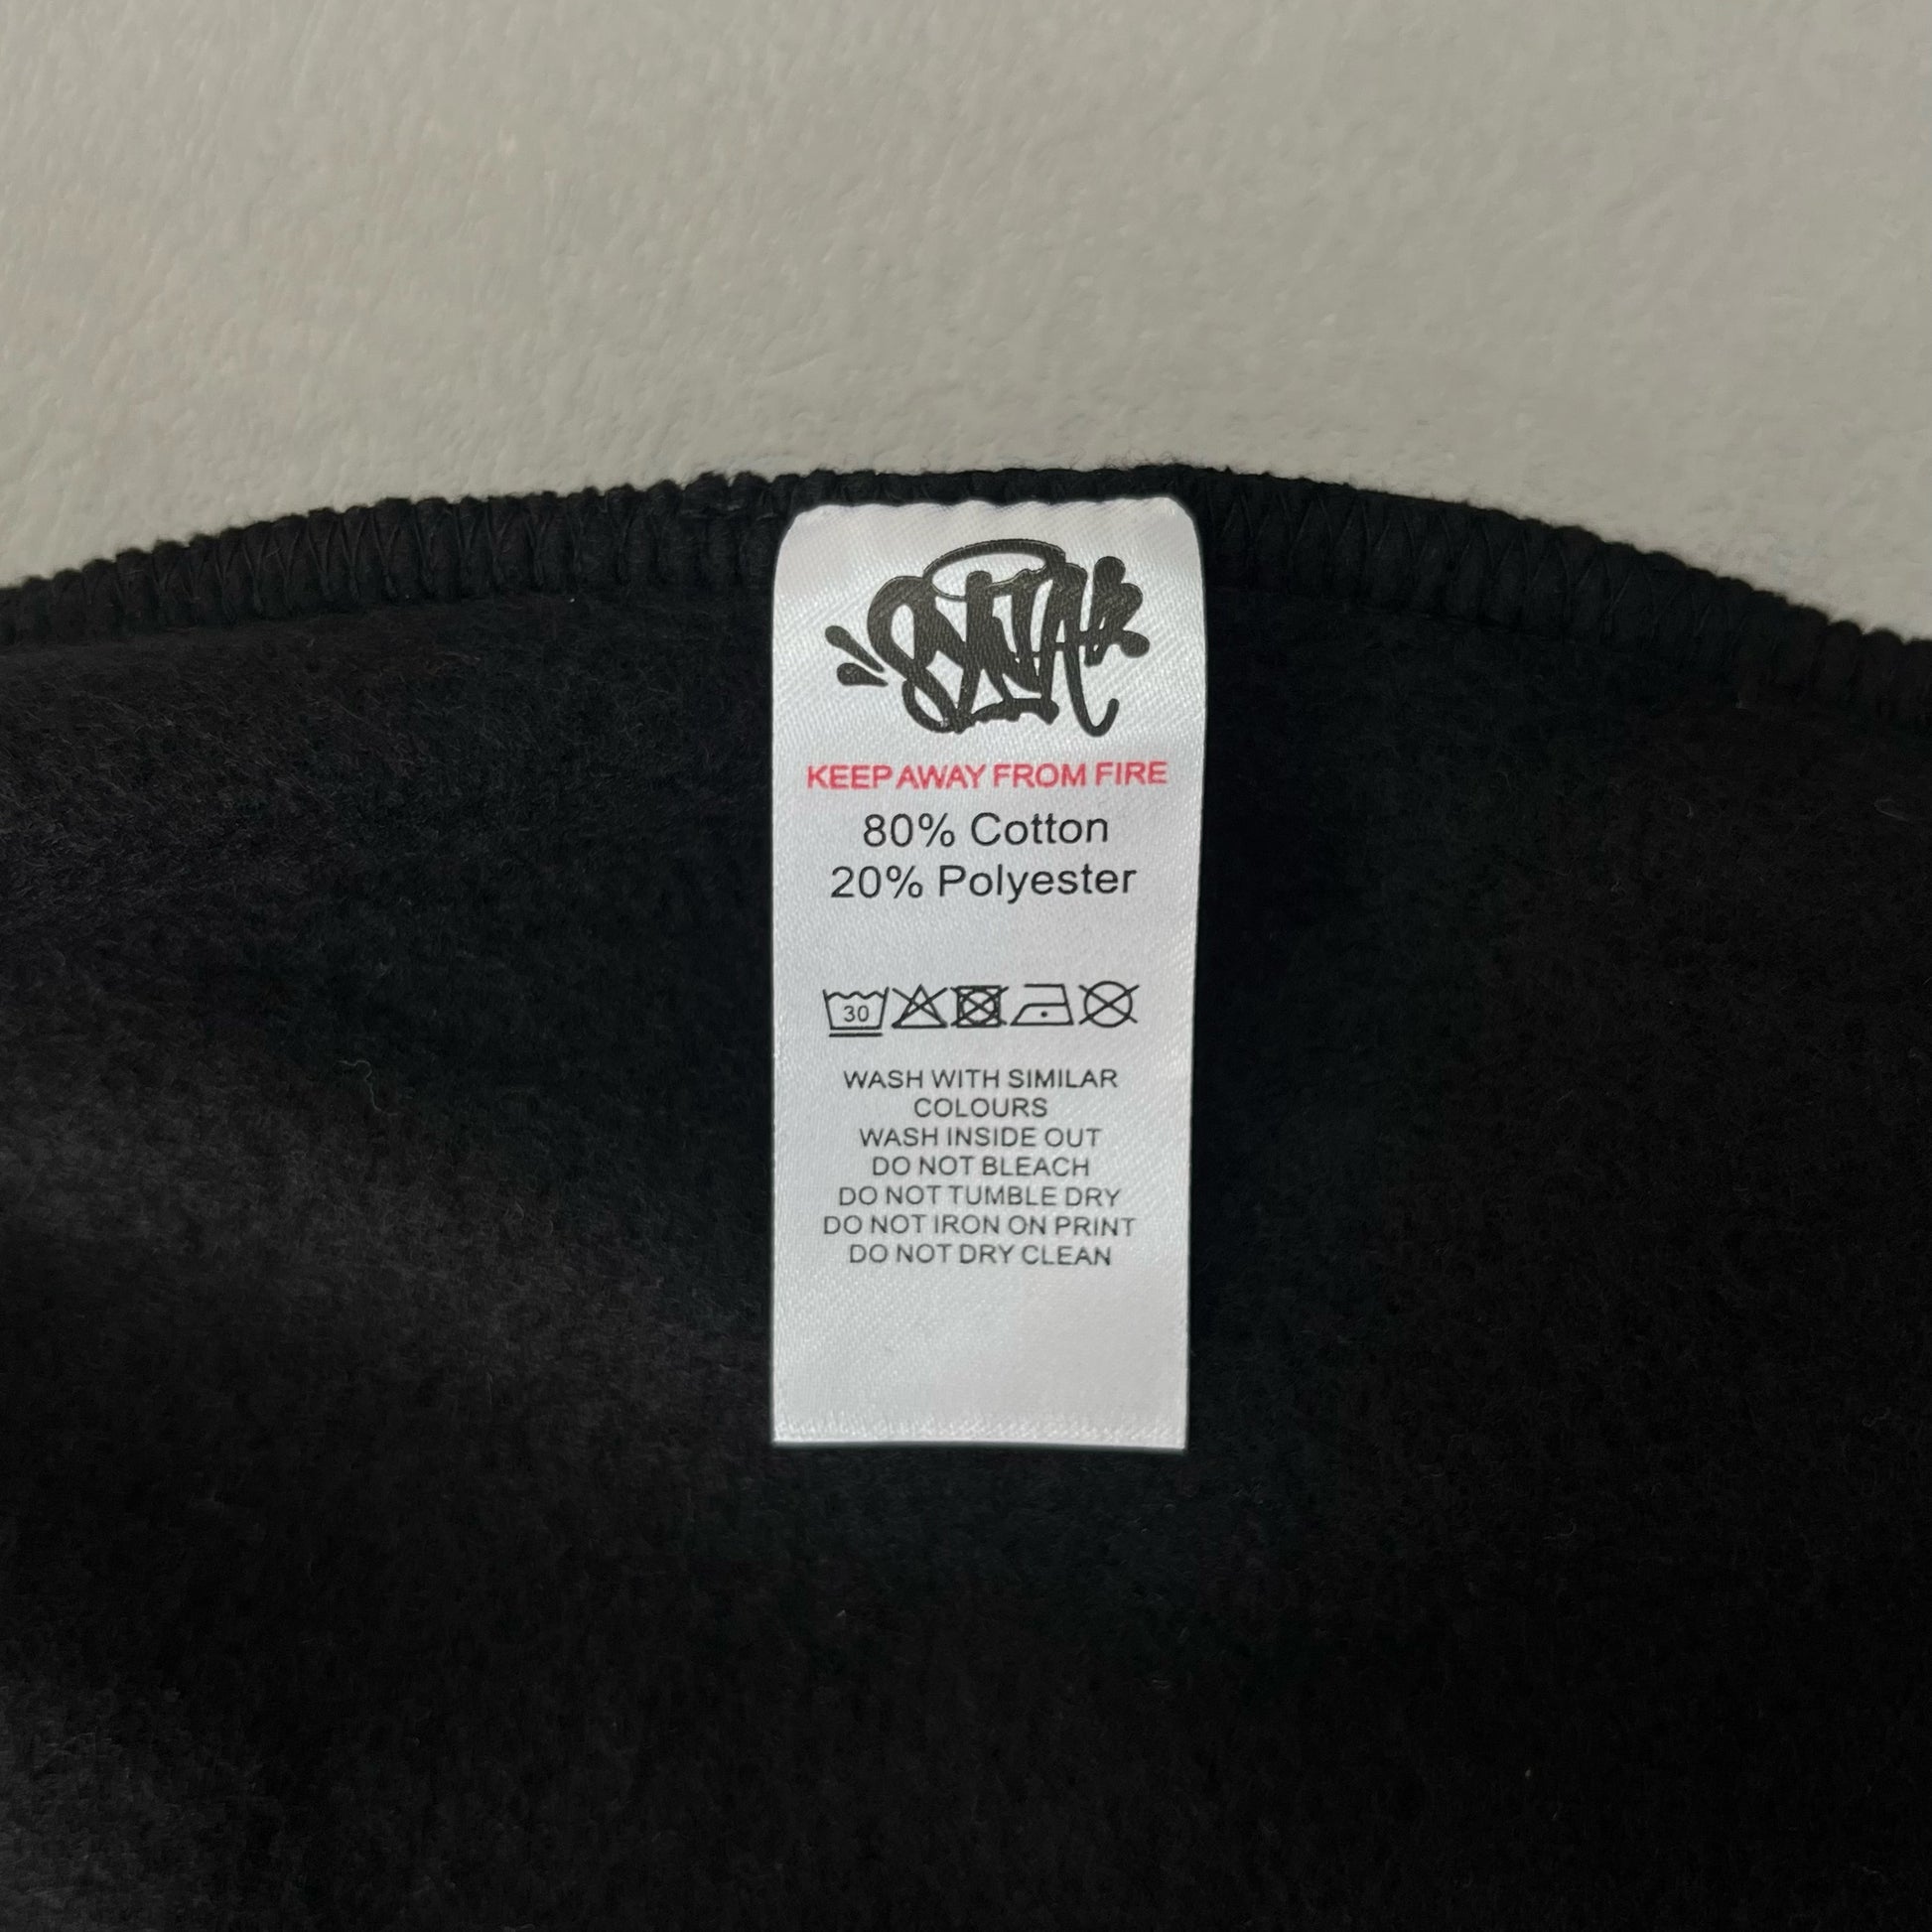 SYNA
KEEP AWAY FROM FIRE
80% Cotton
20% Polyester
30
WASH WITH SIMILAR
COLOURS
WASH INSIDE OUT
DO NOT BLEACH
DO NOT TUMBLE DRY
DO NOT IRON ON PRINT
DO NOT DRY CLEAN